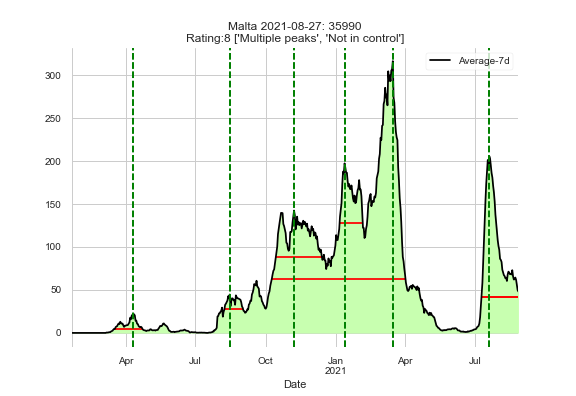 Malta 2021-08-27: 35990
Rating:8 ['Multiple peaks', 'Not in control']
Average-7d
300
250
200
150
100
50
0
Apr Jul Oct Jan Apr Jul
2021
Date